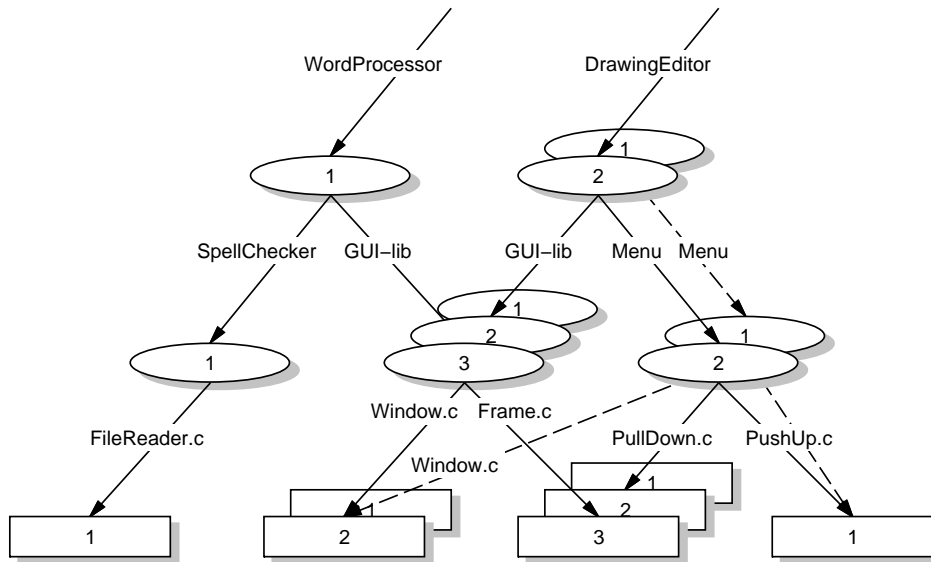 WordProcessor
DrawingEditor
1
1
2
SpellChecker
GUI−lib
GUI−lib
Menu
Menu
1
2
3
1
1
2
Window.c
Frame.c
FileReader.c
Window.c
PullDown.c
PushUp.c
1
1
2
1
2
3
1